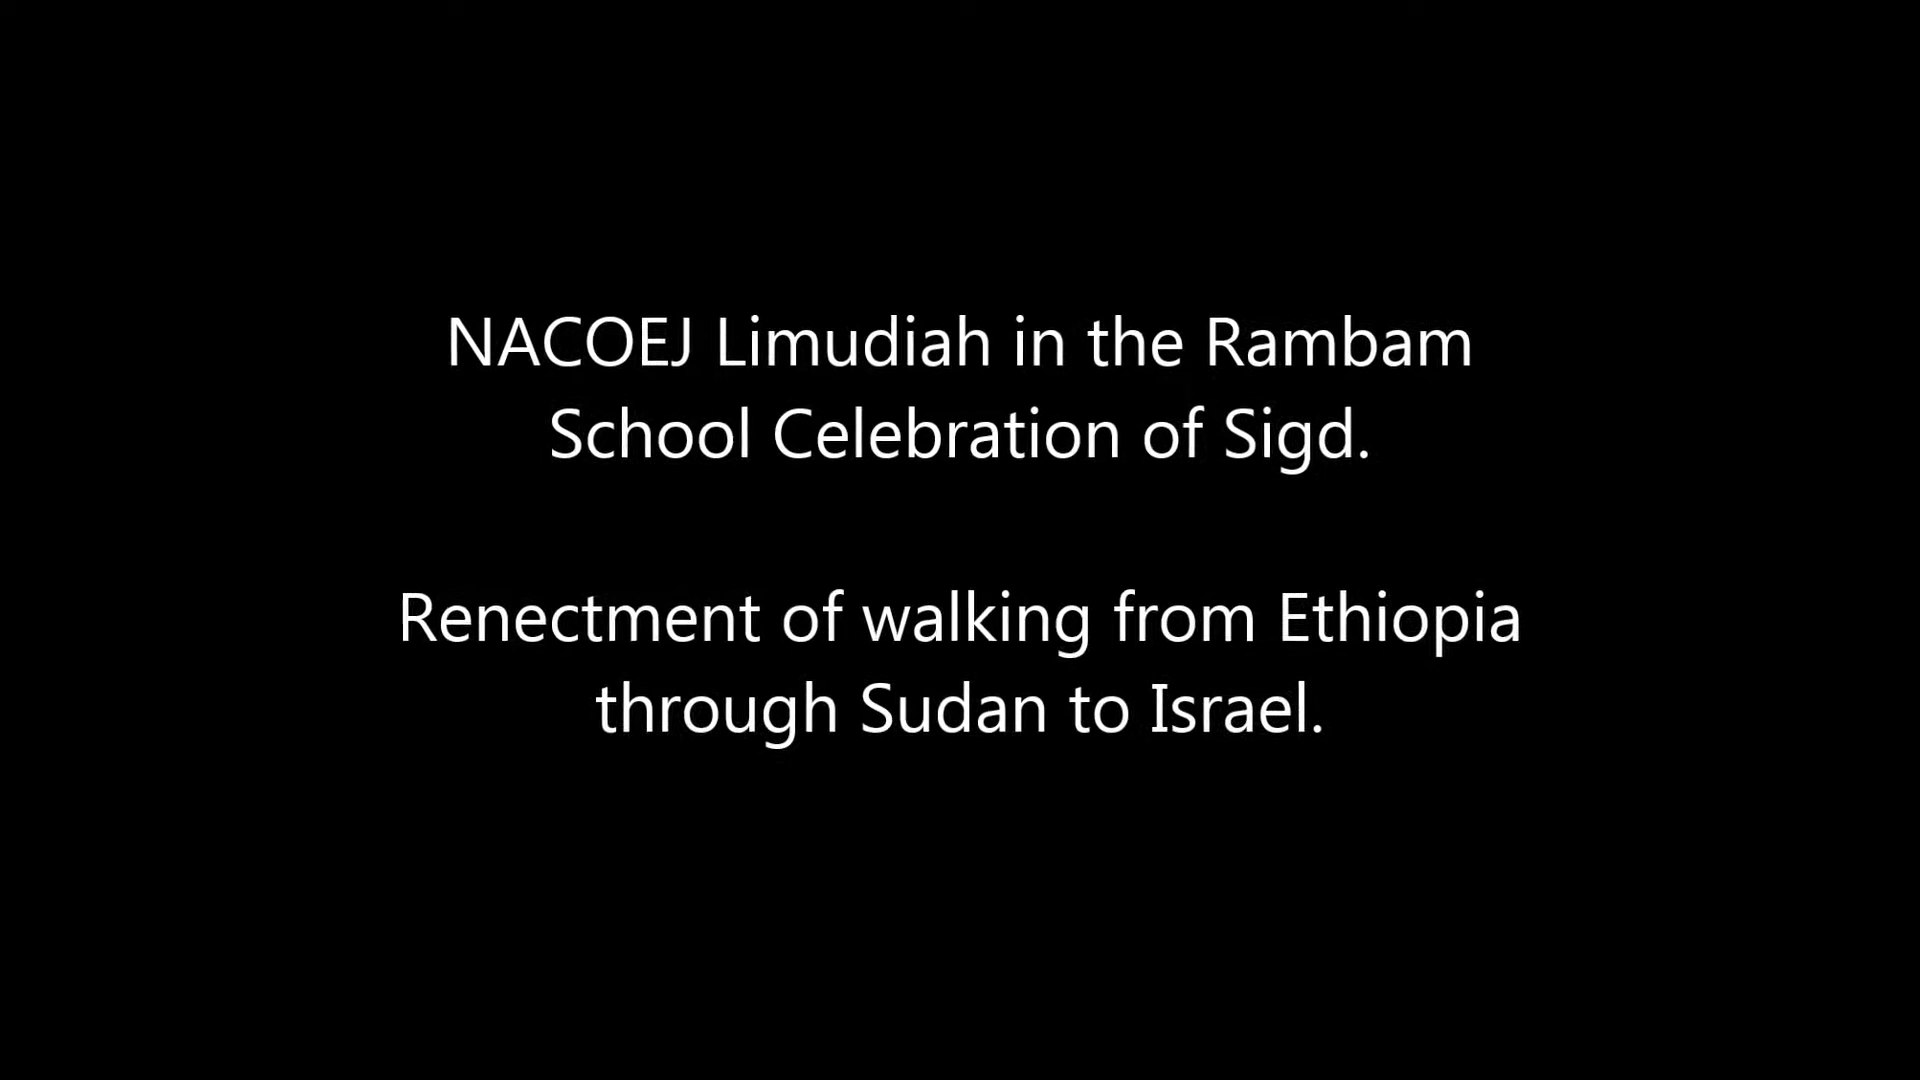 NACOEJ Limudiah in the Rambam
School Celebration of Sigd.
Renectment of walking from Ethiopia
through Sudan to Israel.